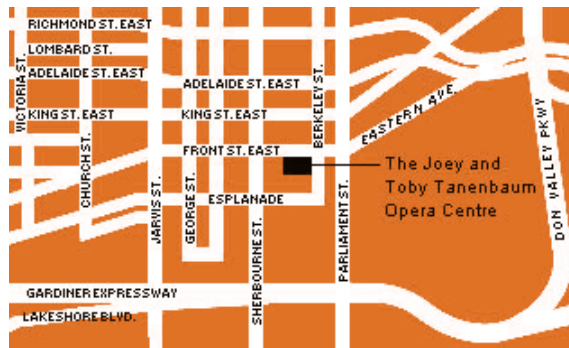 RICHMOND ST. EAST
LOMBARD ST.
ADELAIDE ST. EAST
ADELAIDE ST. EAST
VICTORIA ST.
KING ST. EAST
KING ST. EAST
BERKELEY ST.
EASTERN AVE.
CHURCH ST.
FRONT ST. EAST
The Joey and
Toby Tanenbaum
Opera Centre
DON VALLEY PKWY
JARVIS ST.
GEORGE ST.
ESPLANADE
SHERBOURNE ST.
PARLIAMENT ST.
GARDINER EXPRESSWAY
LAKESHORE BLVD.